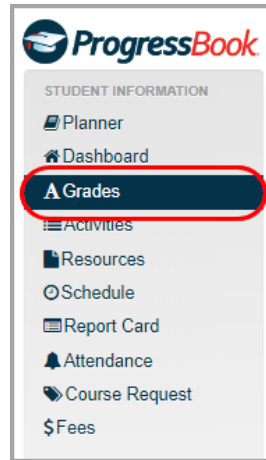 ProgressBook
STUDENT INFORMATION
Planner
Dashboard
A Grades
Activities
Resources
Schedule
Report Card
Attendance
Course Request
$Fees